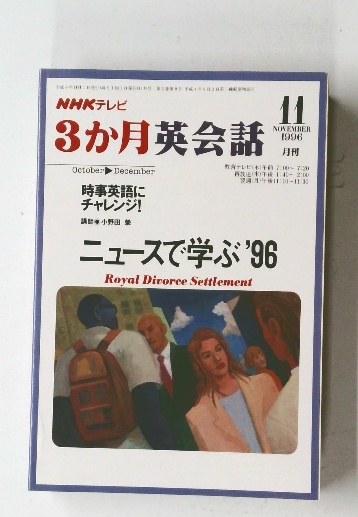 NHKテレビ
3か月英会話
11
NOVEMBER
1996
月刊
October▶December
時事英語に
チャレンジ!
講師●小野田 榮
ニュースで学ぶ'96
Royal Divorce Settlement